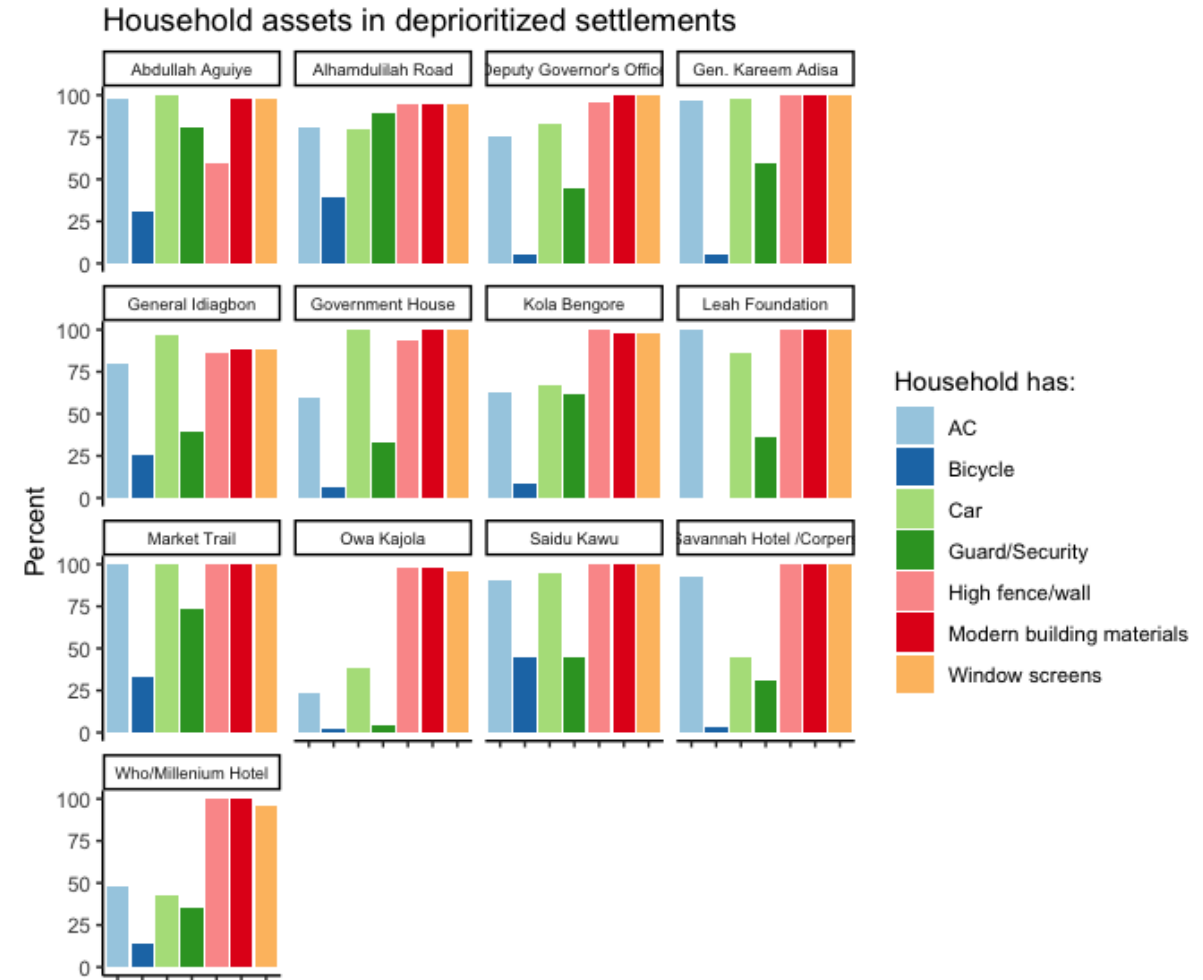 Household assets in deprioritized settlements
Abdullah Aguiye
Alhamdulilah Road
Deputy Governor's Offic
Gen. Kareem Adisa
100
75
50
25
0
General Idiagbon
Government House
Kola Bengore
Leah Foundation
100
75
50
25
0
Percent
Market Trail
Owa Kajola
Saidu Kawu
Savannah Hotel /Corper
100
75
50
25
0
Who/Millenium Hotel
100
75
50
25
0
Household has:
AC
Bicycle
Car
Guard/Security
High fence/wall
Modern building materials
Window screens